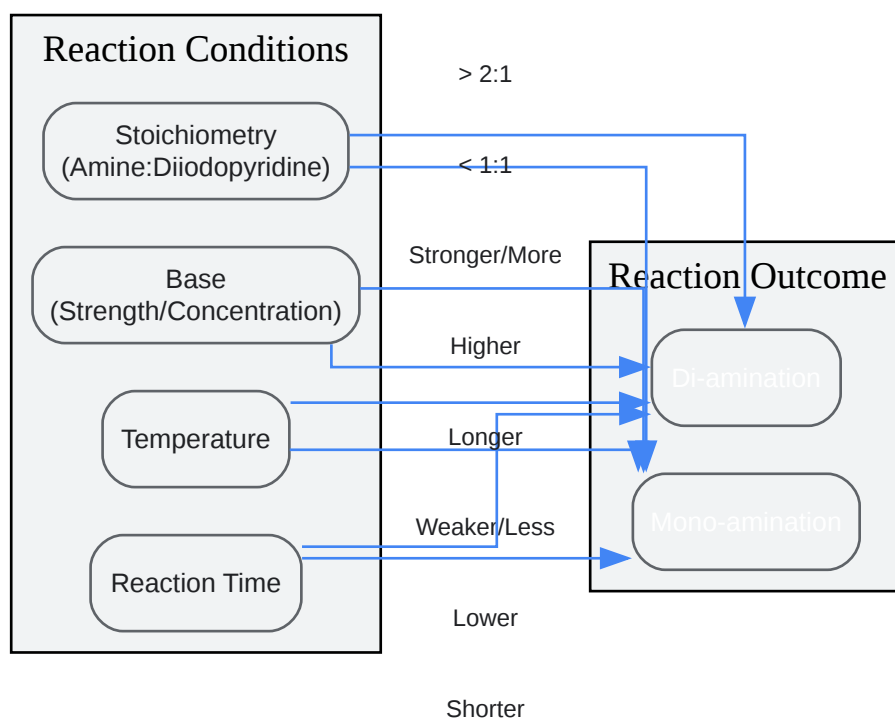 Reaction Conditions
Stoichiometry
(Amine:Diiodopyridine)
Base
(Strength/Concentration)
Temperature
Reaction Time
> 2:1
< 1:1
Stronger/More
Higher
Longer
Weaker/Less
Lower
Shorter
Reaction Outcome
Di-amination
Mono-amination